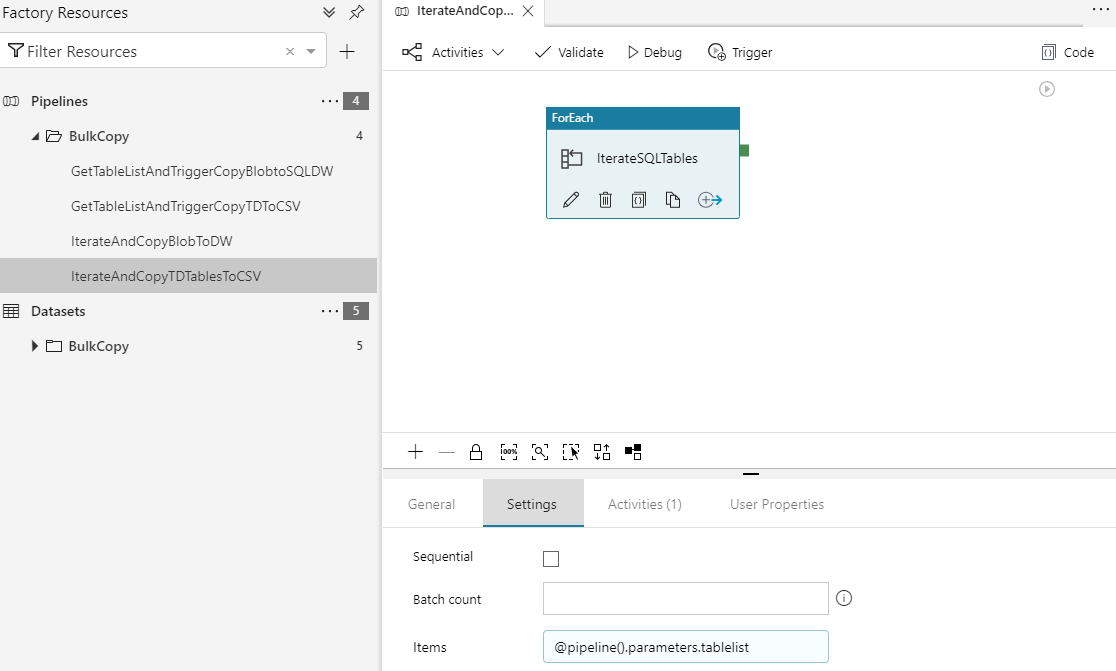 Factory Resources
Filter Resources
Pipelines
4
BulkCopy
4
GetTableListAndTriggerCopyBlobtoSQLDW
GetTableListAndTriggerCopyTDToCSV
IterateAndCopyBlobToDW
IterateAndCopyTDTablesToCSV
Datasets
5
BulkCopy
5
IterateAndCop...
Activities
Validate
Debug
Trigger
Code
ForEach
IterateSQLTables
100%
General
Settings
Activities (1)
User Properties
Sequential
Batch count
Items
@pipeline().parameters.tablelist